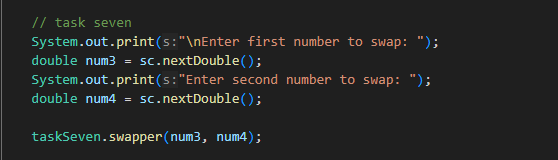 // task seven
System.out.print(s:"\nEnter first number to swap: ");
double num3 = sc.nextDouble();
System.out.print(s:"Enter second number to swap: ");
double num4 = sc.nextDouble();
taskSeven.swapper(num3, num4);